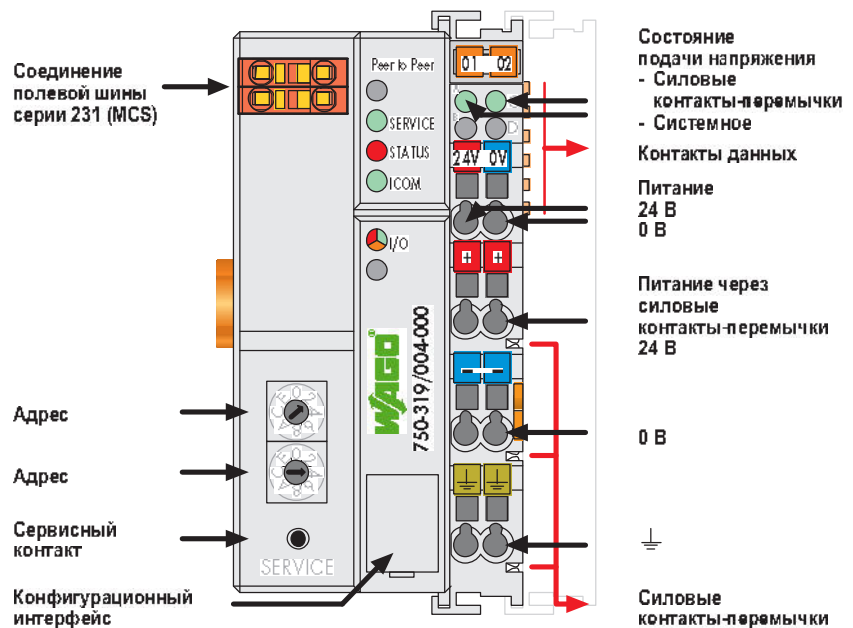 Соединение
полевой шины
серии 231 (MCS)
Адрес
Адрес
Сервисный
контакт
Конфигурационный
интерфейс
Peer to Peer
SERVICE
STATUS
ICOM
I/O
WAGO
750-319/004-000
SERVICE
01 02
A
B
D
24V 0V
+ +
- -
Состояние
подачи напряжения
- Силовые
контакты-перемычки
- Системное
Контакты данных
Питание
24 В
0 В
Питание через
силовые
контакты-перемычки
24 В
0 В
Силовые
контакты-перемычки